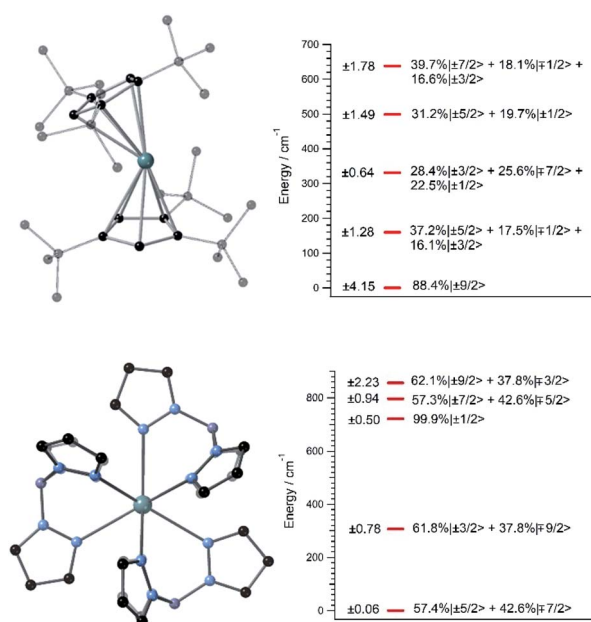 700
600
500
400
300
200
100
0
Energy / cm⁻¹
±1.78 39.7%|±7/2> + 18.1%|∓1/2> +
16.6%|±3/2>
±1.49 31.2%|±5/2> + 19.7%|±1/2>
±0.64 28.4%|±3/2> + 25.6%|∓7/2> +
22.5%|±1/2>
±1.28 37.2%|±5/2> + 17.5%|∓1/2> +
16.1%|±3/2>
±4.15 88.4%|±9/2>
800
600
400
200
0
Energy / cm⁻¹
±2.23 62.1%|±9/2> + 37.8%|∓3/2>
±0.94 57.3%|±7/2> + 42.6%|∓5/2>
±0.50 99.9%|±1/2>
±0.78 61.8%|±3/2> + 37.8%|∓9/2>
±0.06 57.4%|±5/2> + 42.6%|∓7/2>